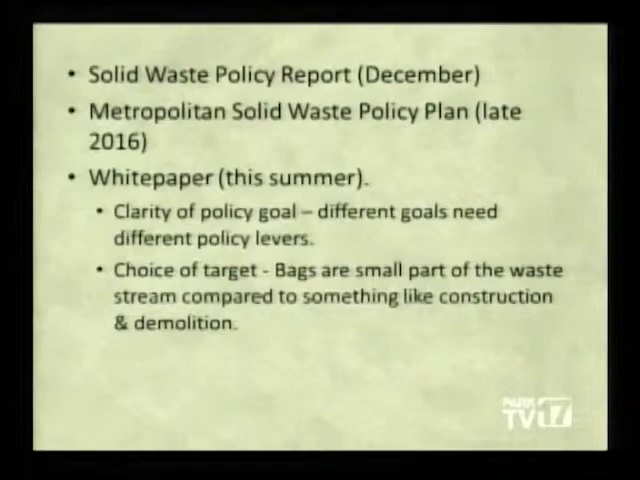 • Solid Waste Policy Report (December)
• Metropolitan Solid Waste Policy Plan (late
2016)
• Whitepaper (this summer).
• Clarity of policy goal – different goals need
different policy levers.
• Choice of target - Bags are small part of the waste
stream compared to something like construction
& demolition.
PARK
TV 17